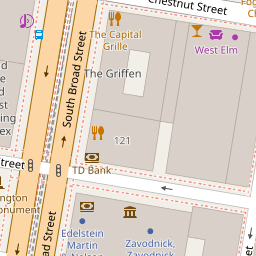 Chestnut Street
The Capital
Grille
West Elm
The Griffen
South Broad Street
121
Street
TD Bank
Edelstein
Martin
Zavodnick,
Zavodnick